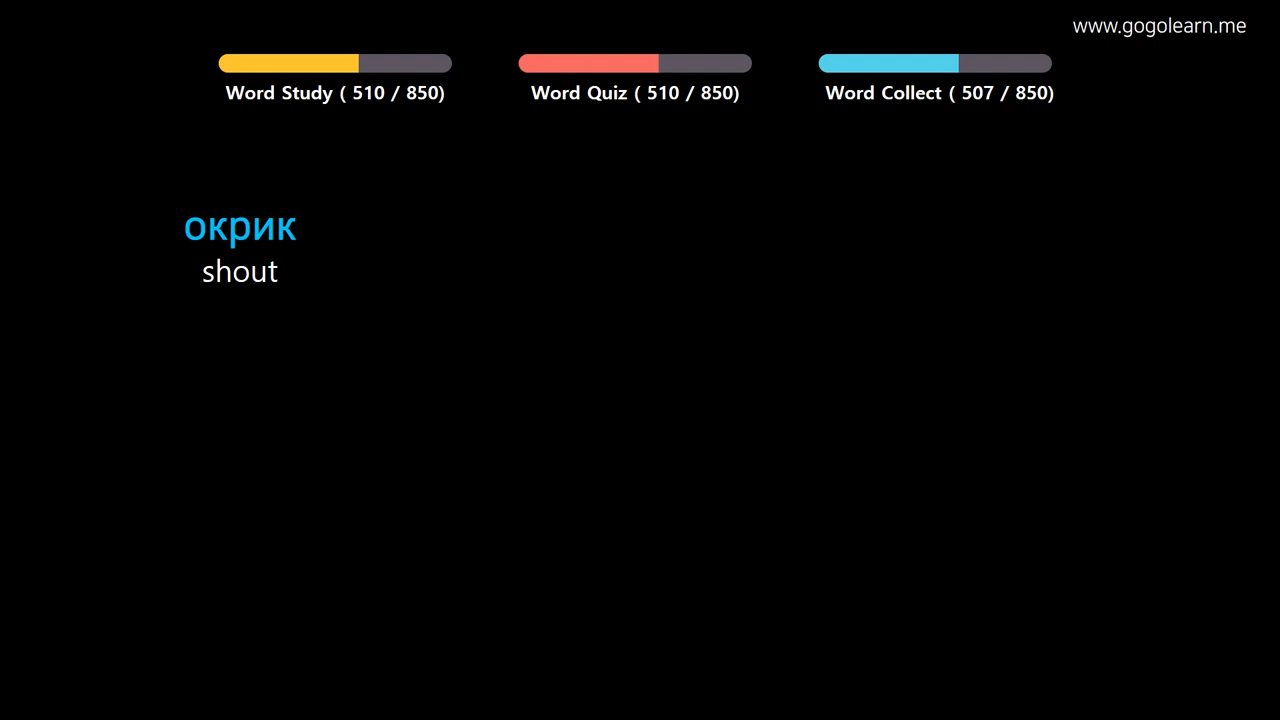 www.gogolearn.me
Word Study ( 510 / 850)
Word Quiz ( 510 / 850)
Word Collect ( 507 / 850)
окрик
shout